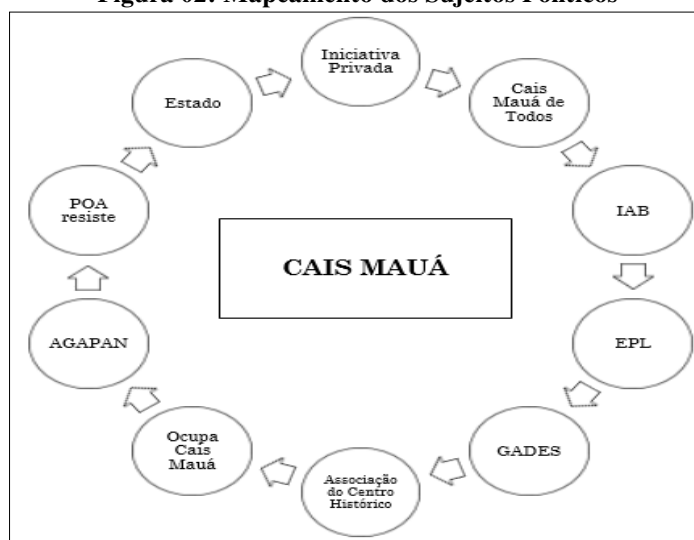 Figura 02: Mapeamento dos Sujeitos Políticos
Iniciativa
Privada
Cais
Mauá de
Todos
IAB
EPL
GADES
Associação
do Centro
Histórico
Ocupa
Cais
Mauá
AGAPAN
POA
resiste
Estado
CAIS MAUÁ